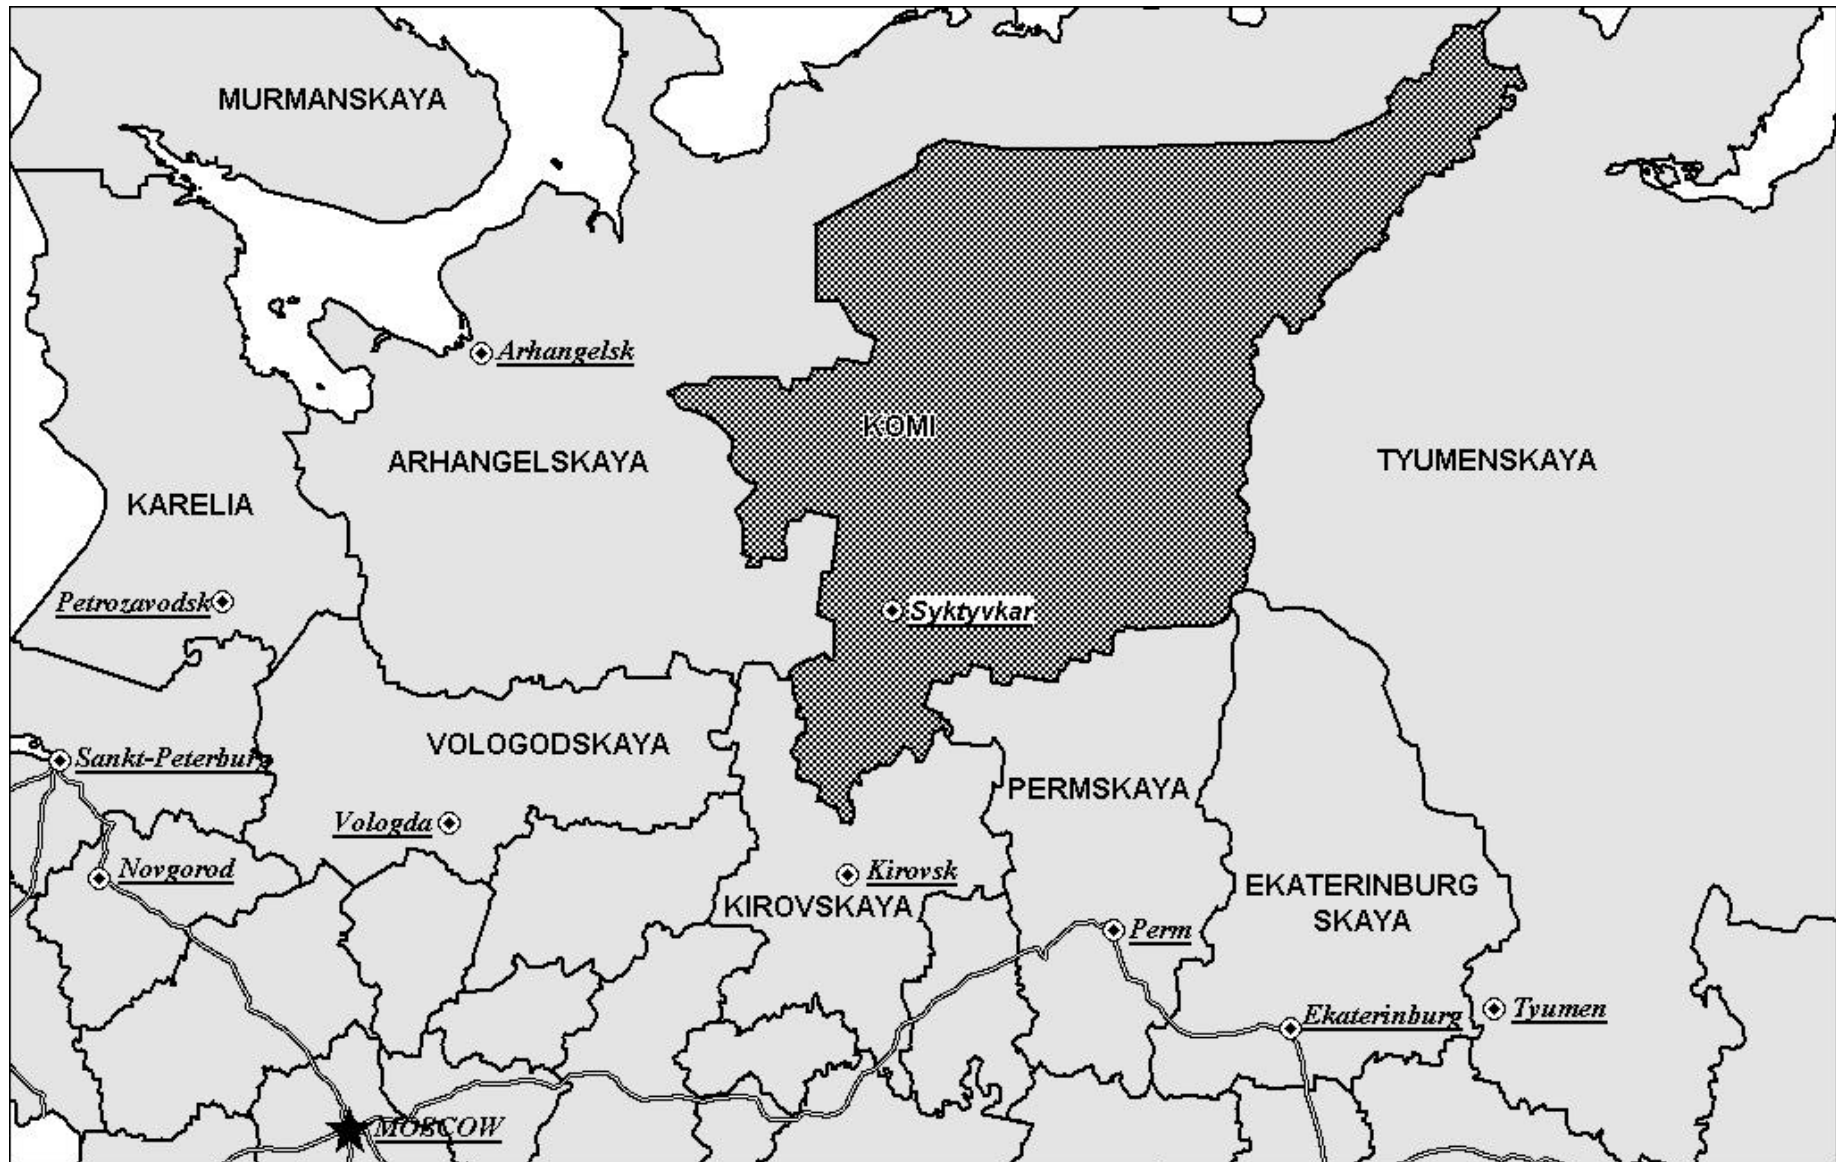 MURMANSKAYA
Arhangelsk
KOMI
ARHANGELSKAYA
TYUMENSKAYA
KARELIA
Petrozavodsk
Syktyvkar
VOLOGODSKAYA
Sankt-Peterburg
PERMSKAYA
Vologda
Novgorod
Kirovsk
EKATERINBURG
SKAYA
KIROVSKAYA
Perm
Ekaterinburg
Tyumen
MOSCOW